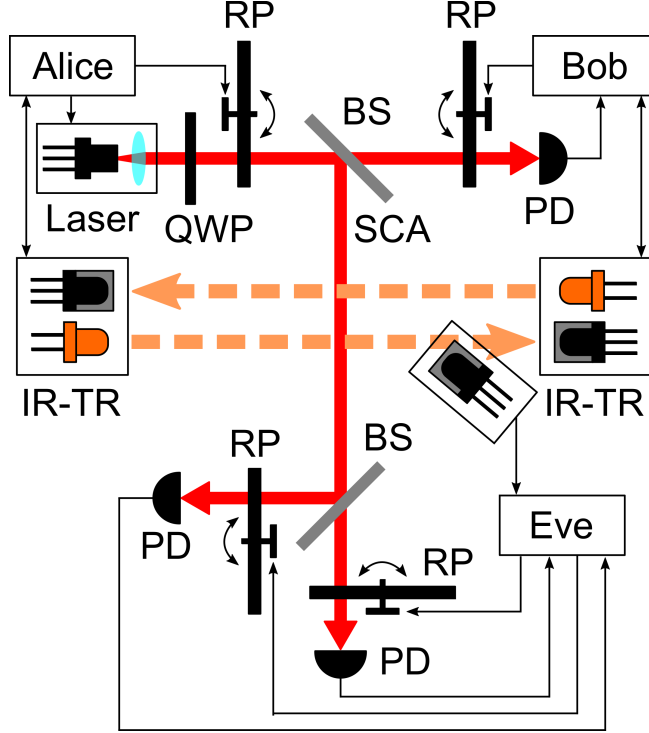 RP
RP
Alice
Bob
BS
Laser
QWP
SCA
PD
IR-TR
IR-TR
RP
BS
PD
Eve
RP
PD